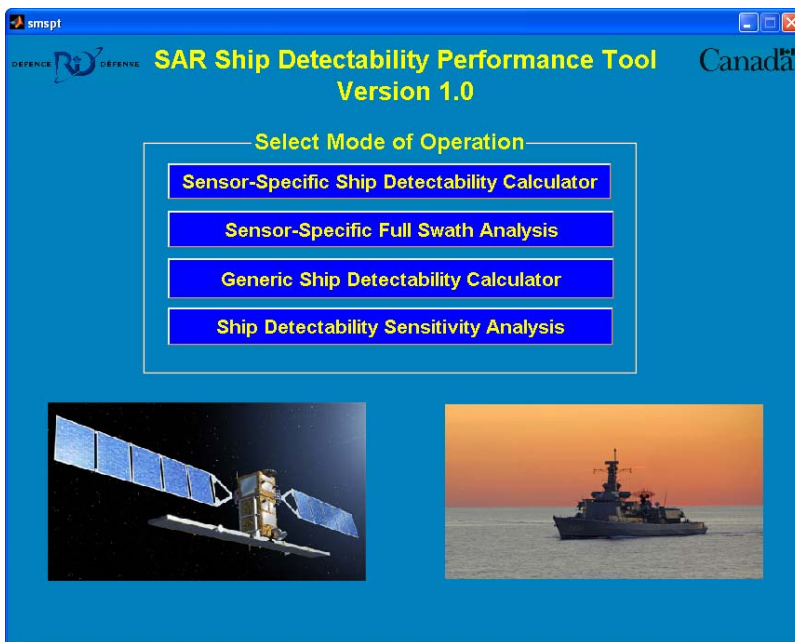 smspt
DEFENCE DÉFENSE
SAR Ship Detectability Performance Tool
Version 1.0
Canada
Select Mode of Operation
Sensor-Specific Ship Detectability Calculator
Sensor-Specific Full Swath Analysis
Generic Ship Detectability Calculator
Ship Detectability Sensitivity Analysis